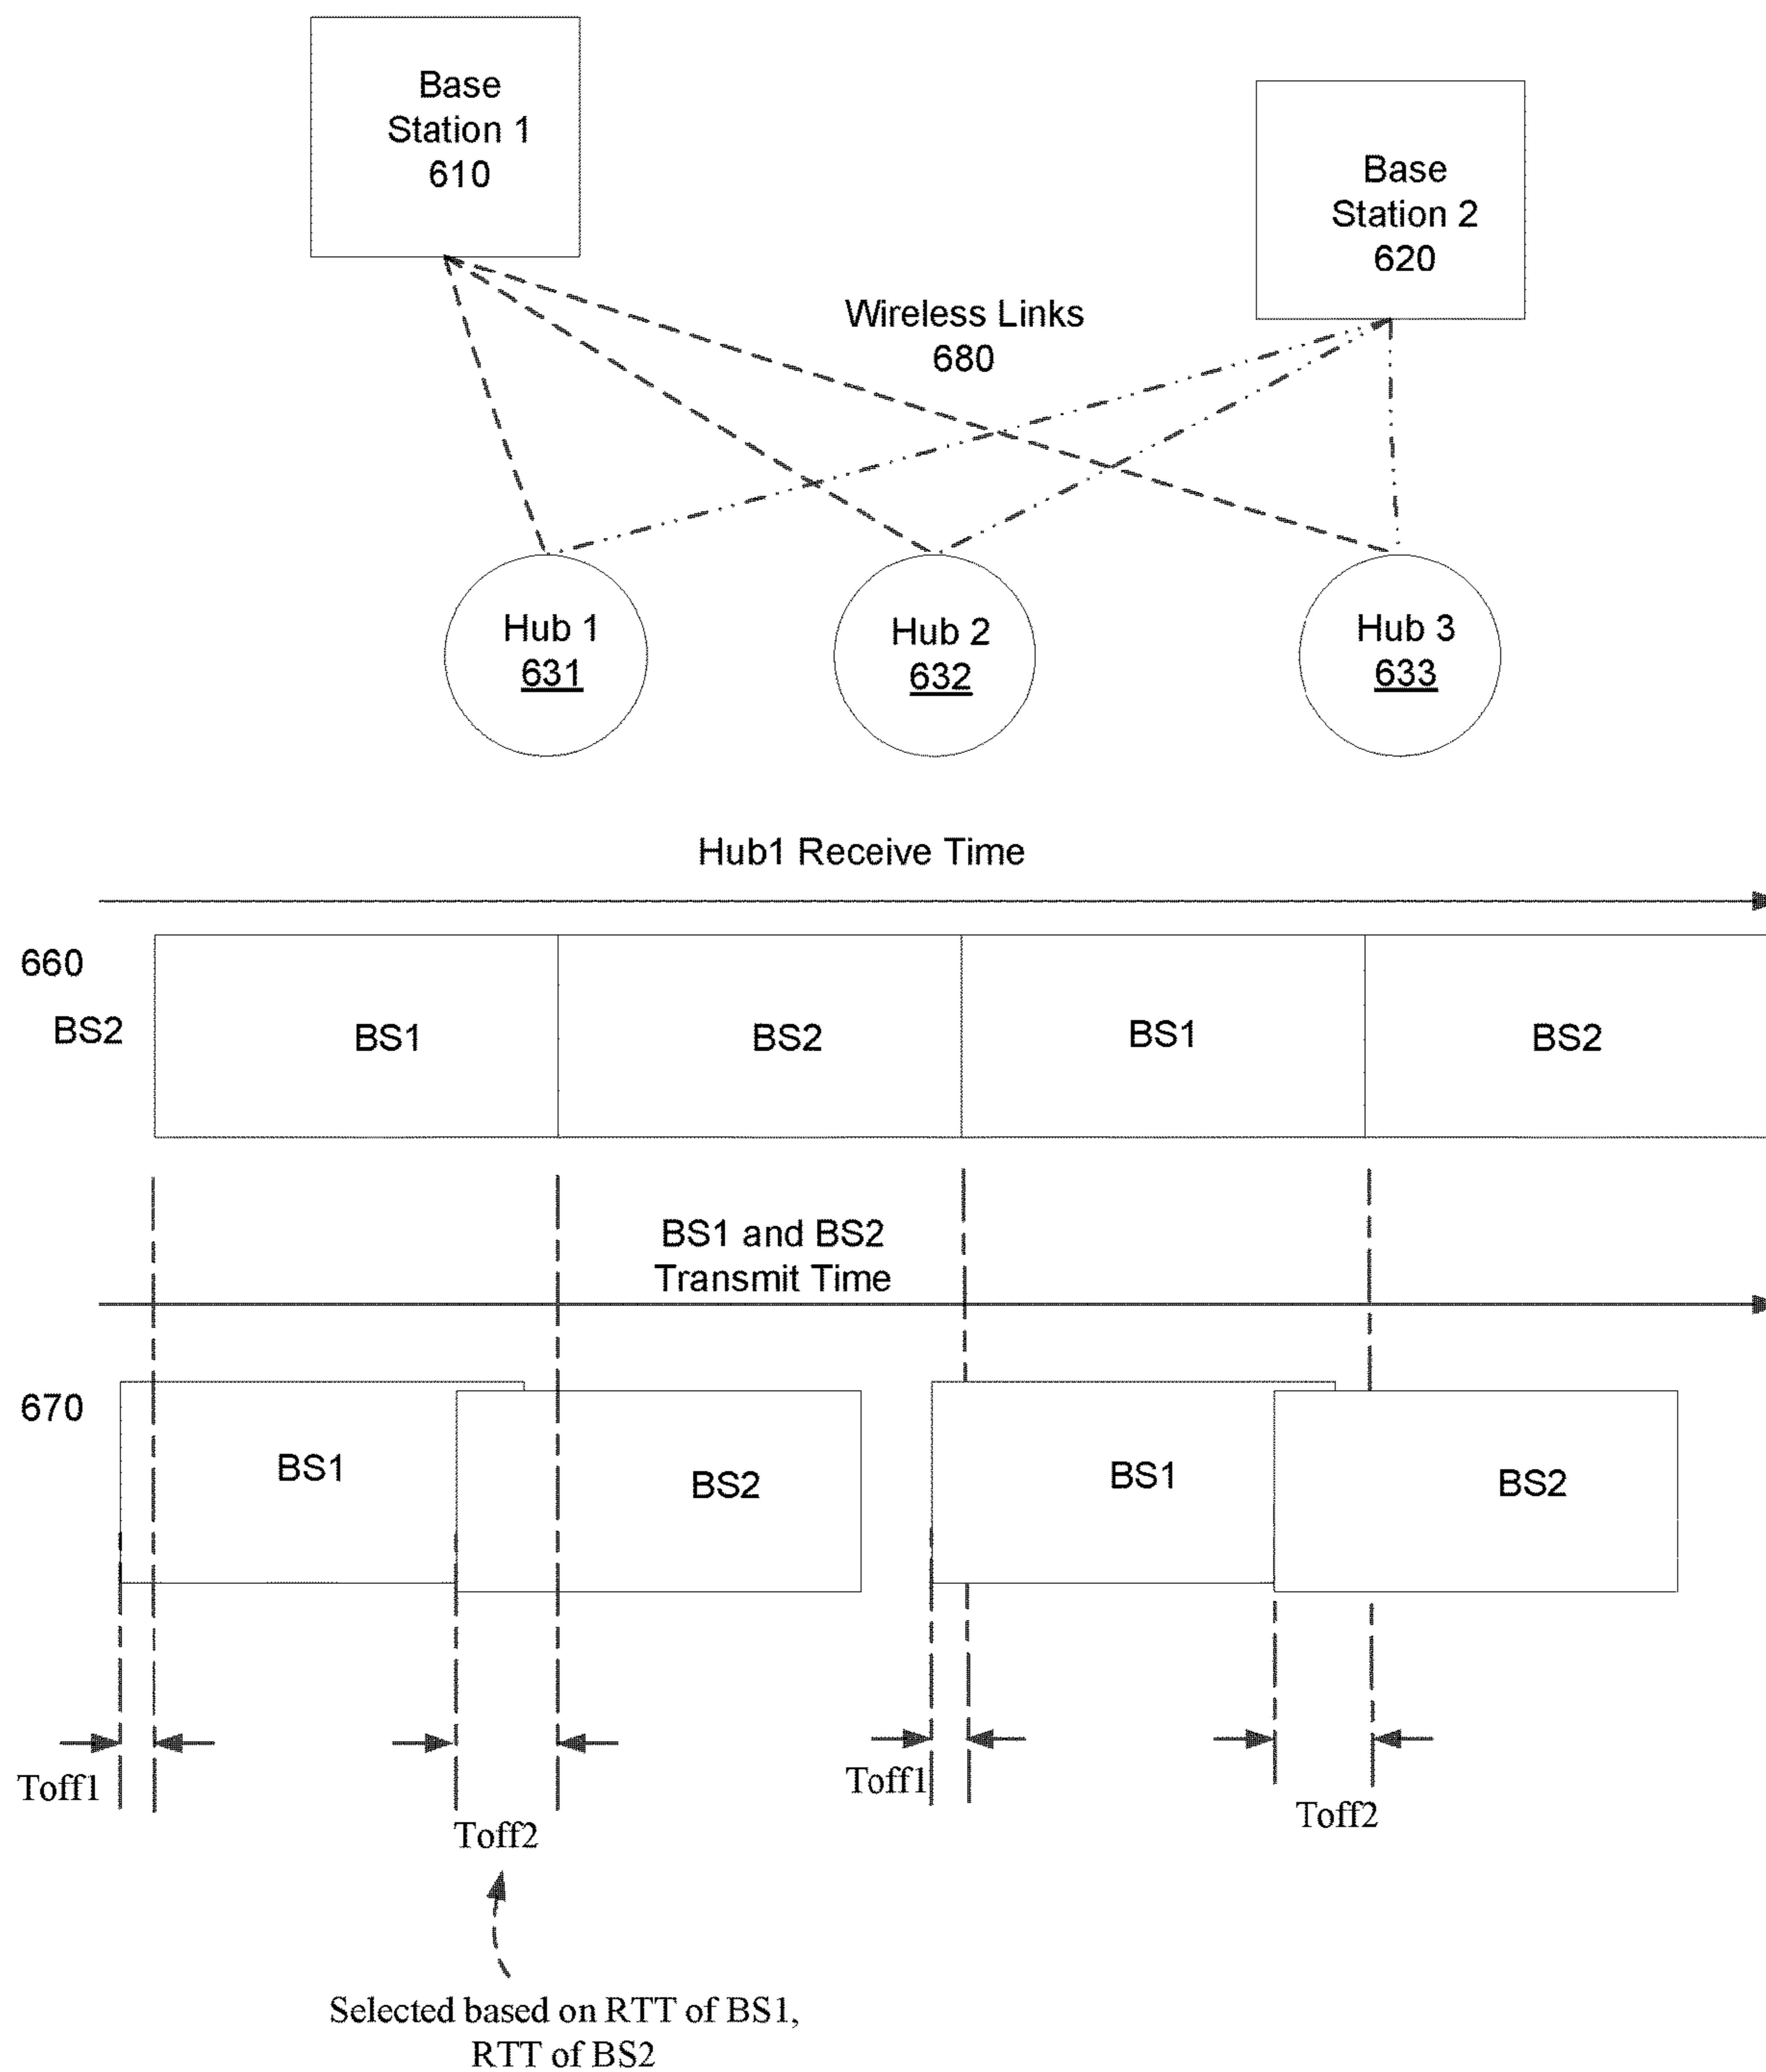 Base
Station 1
610
Base
Station 2
620
Wireless Links
680
Hub 1
631
Hub 2
632
Hub 3
633
Hub1 Receive Time
660
BS2
BS1
BS2
BS1
BS2
BS1 and BS2
Transmit Time
670
BS1
BS2
BS1
BS2
Toff1
Toff2
Toff1
Toff2
Selected based on RTT of BS1,
RTT of BS2